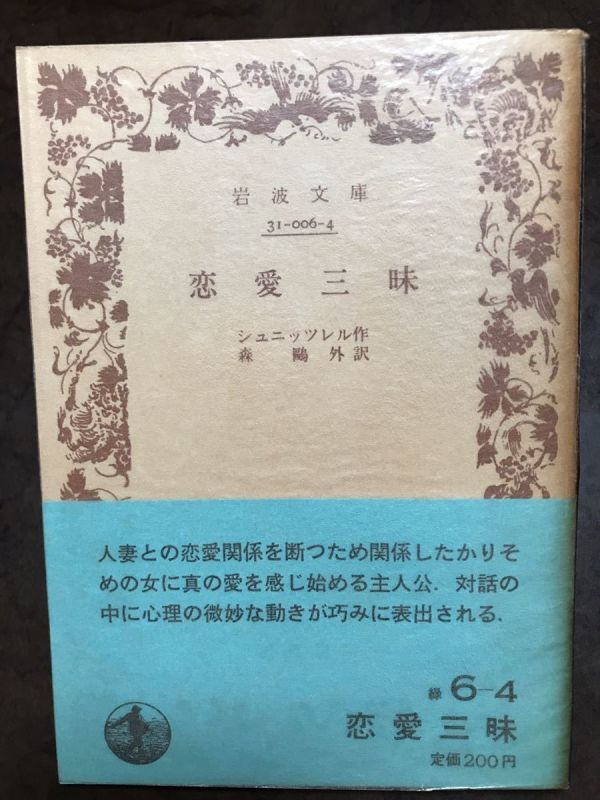 岩波文庫
31-006-4
恋愛三昧
シュニッツレル作
森鷗外訳
人妻との恋愛関係を断つため関係したかりそ
めの女に真の愛を感じ始める主人公．対話の
中に心理の微妙な動きが巧みに表出される．
緑 6-4
恋愛三昧
定価200円